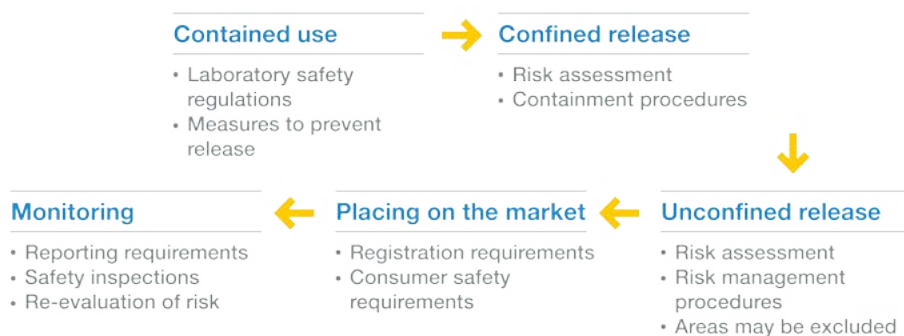 Contained use
• Laboratory safety
regulations
• Measures to prevent
release
Confined release
• Risk assessment
• Containment procedures
Unconfined release
• Risk assessment
• Risk management
procedures
• Areas may be excluded
Placing on the market
• Registration requirements
• Consumer safety
requirements
Monitoring
• Reporting requirements
• Safety inspections
• Re-evaluation of risk